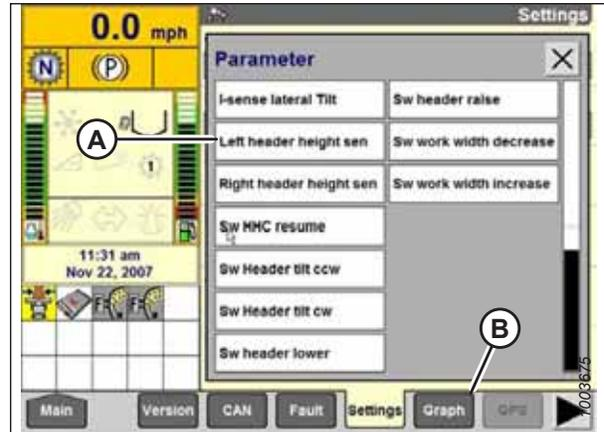 0.0 mph
Settings
N
(P)
Parameter
I-sense lateral Tilt
Sw header raise
A
Left header height sen
Sw work width decrease
Right header height sen
Sw work width increase
1
Sw HHC resume
11:31 am
Nov 22, 2007
Sw Header tilt ccw
F=
F=
Sw Header tilt cw
B
Sw header lower
1003675
Main
Version
CAN
Fault
Settings
Graph
GPS